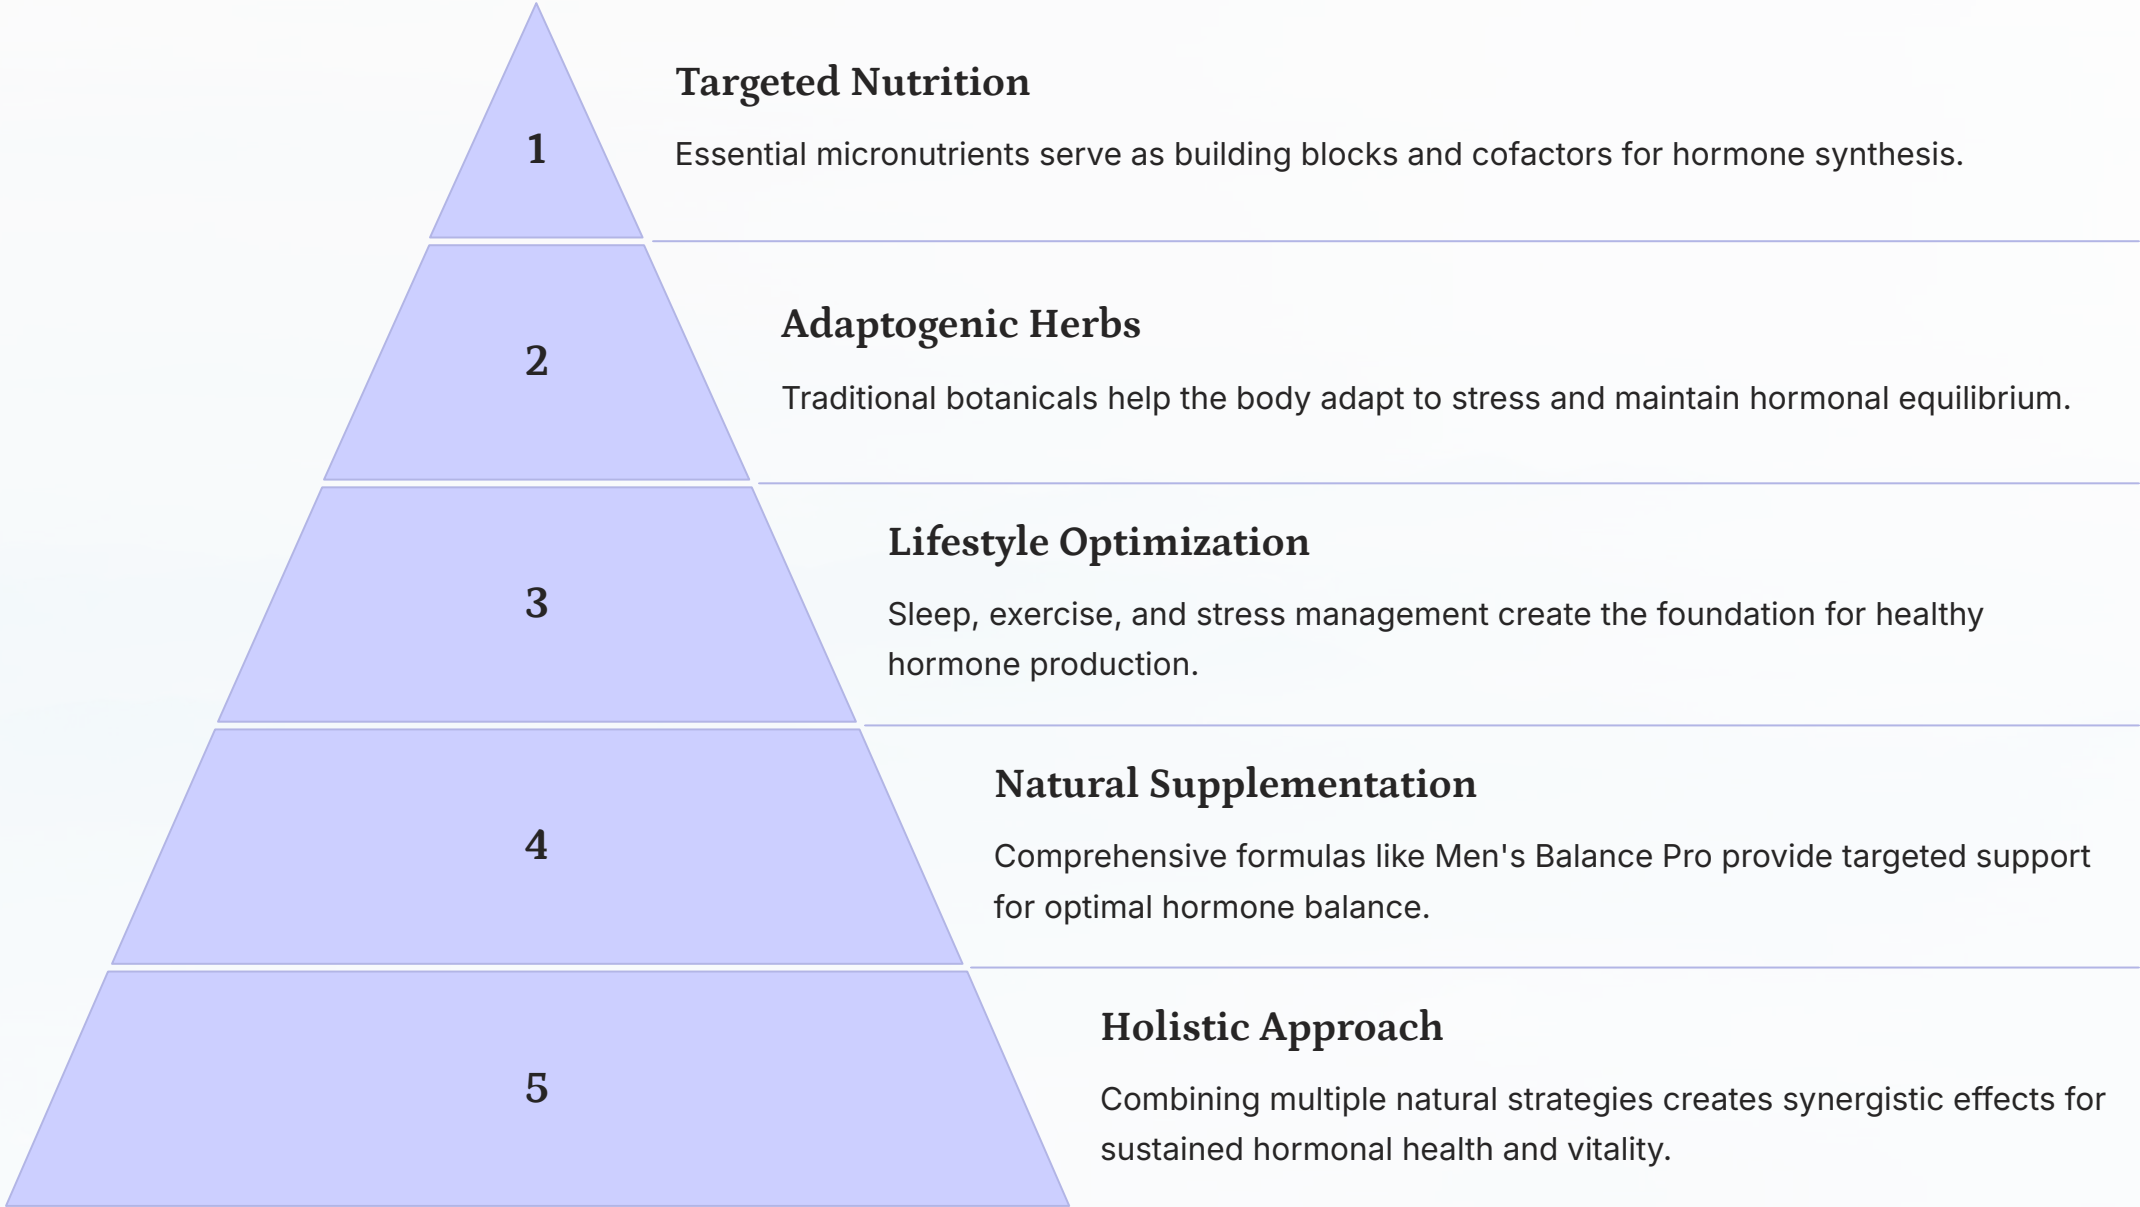 1
Targeted Nutrition
Essential micronutrients serve as building blocks and cofactors for hormone synthesis.
2
Adaptogenic Herbs
Traditional botanicals help the body adapt to stress and maintain hormonal equilibrium.
3
Lifestyle Optimization
Sleep, exercise, and stress management create the foundation for healthy
hormone production.
4
Natural Supplementation
Comprehensive formulas like Men's Balance Pro provide targeted support
for optimal hormone balance.
5
Holistic Approach
Combining multiple natural strategies creates synergistic effects for
sustained hormonal health and vitality.